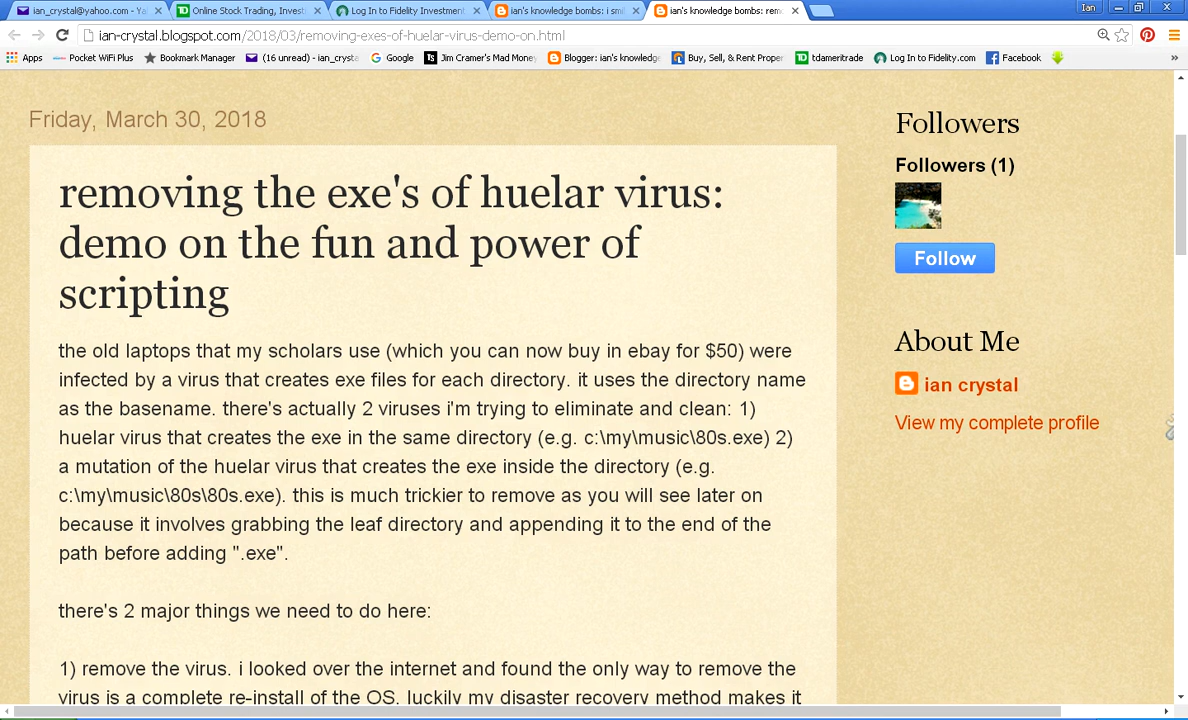 ian_crystal@yahoo.com - Ya
Online Stock Trading, Invest
Log In to Fidelity Investment
ian's knowledge bombs: i smi
ian's knowledge bombs: rem
Ian
ian-crystal.blogspot.com/2018/03/removing-exes-of-huelar-virus-demo-on.html
Apps
Pocket WiFi Plus
Bookmark Manager
(16 unread) - ian_crysta
Google
Jim Cramer's Mad Money
Blogger: ian's knowledge
Buy, Sell, & Rent Proper
tdameritrade
Log In to Fidelity.com
Facebook
»
Friday, March 30, 2018
removing the exe's of huelar virus:
demo on the fun and power of
scripting
the old laptops that my scholars use (which you can now buy in ebay for $50) were
infected by a virus that creates exe files for each directory. it uses the directory name
as the basename. there's actually 2 viruses i'm trying to eliminate and clean: 1)
huelar virus that creates the exe in the same directory (e.g. c:\my\music\80s.exe) 2)
a mutation of the huelar virus that creates the exe inside the directory (e.g.
c:\my\music\80s\80s.exe). this is much trickier to remove as you will see later on
because it involves grabbing the leaf directory and appending it to the end of the
path before adding ".exe".
there's 2 major things we need to do here:
1) remove the virus. i looked over the internet and found the only way to remove the
virus is a complete re-install of the OS. luckily my disaster recovery method makes it
Followers
Followers (1)
Follow
About Me
ian crystal
View my complete profile